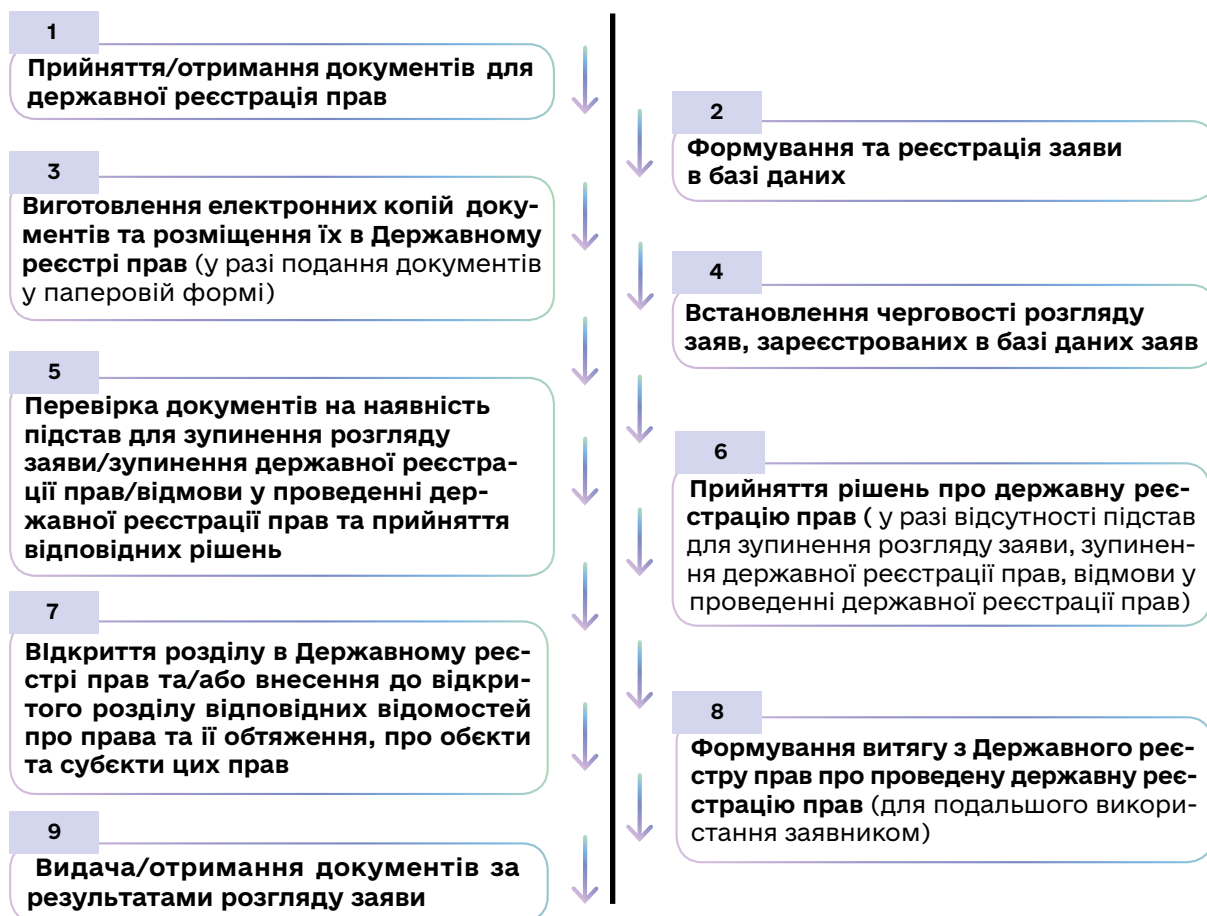 1
Прийняття/отримання документів для
державної реєстрація прав
2
Формування та реєстрація заяви
в базі даних
3
Виготовлення електронних копій доку-
ментів та розміщення їх в Державному
реєстрі прав (у разі подання документів
у паперовій формі)
4
Встановлення черговості розгляду
заяв, зареєстрованих в базі даних заяв
5
Перевірка документів на наявність
підстав для зупинення розгляду
заяви/зупинення державної реєстра-
ції прав/відмови у проведенні дер-
жавної реєстрації прав та прийняття
відповідних рішень
6
Прийняття рішень про державну реє-
страцію прав ( у разі відсутності підстав
для зупинення розгляду заяви, зупинен-
ня державної реєстрації прав, відмови у
проведенні державної реєстрації прав)
7
ВІдкриття розділу в Державному реє-
стрі прав та/або внесення до відкри-
того розділу відповідних відомостей
про права та ії обтяження, про обєкти
та субєкти цих прав
8
Формування витягу з Державного реє-
стру прав про проведену державну реє-
страцію прав (для подальшого викори-
стання заявником)
9
Видача/отримання документів за
результатами розгляду заяви